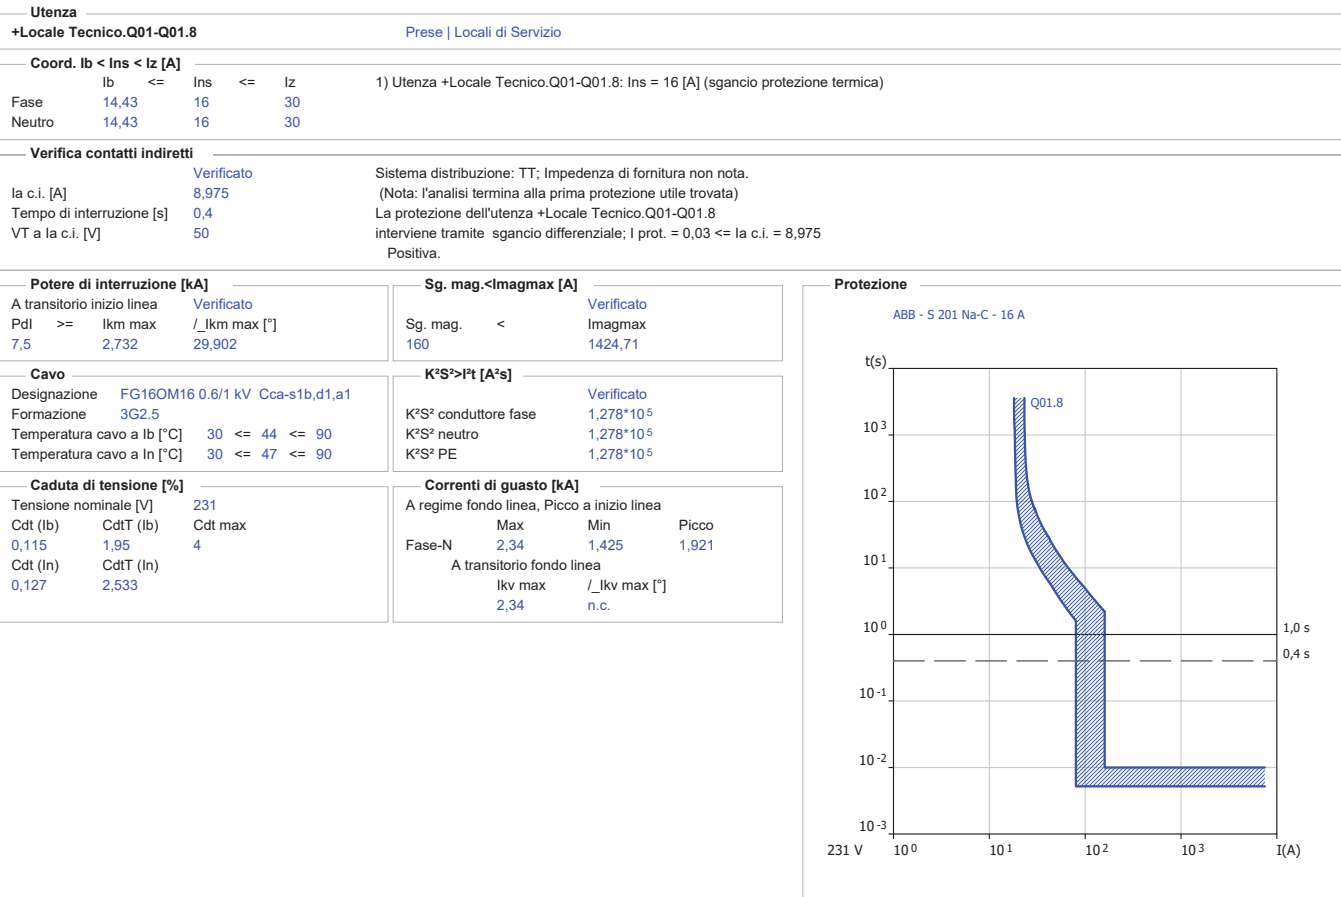 Utenza
+Locale Tecnico.Q01-Q01.8 Prese | Locali di Servizio
Coord. Ib < Ins < Iz [A]
Ib <= Ins <= Iz 1) Utenza +Locale Tecnico.Q01-Q01.8: Ins = 16 [A] (sgancio protezione termica)
Fase 14,43 16 30
Neutro 14,43 16 30
Verifica contatti indiretti
Verificato Sistema distribuzione: TT; Impedenza di fornitura non nota.
Ia c.i. [A] 8,975 (Nota: l'analisi termina alla prima protezione utile trovata)
Tempo di interruzione [s] 0,4 La protezione dell'utenza +Locale Tecnico.Q01-Q01.8
VT a Ia c.i. [V] 50 interviene tramite sgancio differenziale; I prot. = 0,03 <= Ia c.i. = 8,975
Positiva.
Potere di interruzione [kA]
A transitorio inizio linea Verificato
PdI >= Ikm max /_Ikm max [°]
7,5 2,732 29,902
Sg. mag.<Imagmax [A]
Verificato
Sg. mag. < Imagmax
160 1424,71
Cavo
Designazione FG16OM16 0.6/1 kV Cca-s1b,d1,a1
Formazione 3G2.5
Temperatura cavo a Ib [°C] 30 <= 44 <= 90
Temperatura cavo a In [°C] 30 <= 47 <= 90
K²S²>I²t [A²s]
Verificato
K²S² conduttore fase 1,278*10⁵
K²S² neutro 1,278*10⁵
K²S² PE 1,278*10⁵
Caduta di tensione [%]
Tensione nominale [V] 231
Cdt (Ib) CdtT (Ib) Cdt max
0,115 1,95 4
Cdt (In) CdtT (In)
0,127 2,533
Correnti di guasto [kA]
A regime fondo linea, Picco a inizio linea
Max Min Picco
Fase-N 2,34 1,425 1,921
A transitorio fondo linea
Ikv max /_Ikv max [°]
2,34 n.c.
Protezione
ABB - S 201 Na-C - 16 A
t(s)
Q01.8
10³
10²
10¹
10⁰
1,0 s
0,4 s
10⁻¹
10⁻²
10⁻³
231 V 10⁰ 10¹ 10² 10³ I(A)